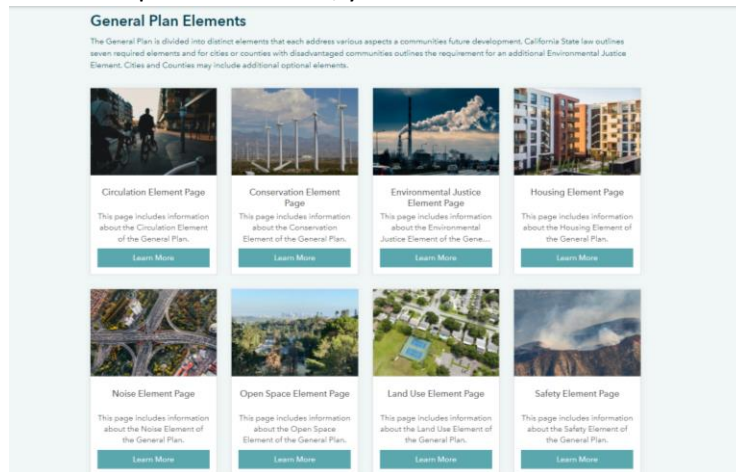 General Plan Elements
The General Plan is divided into distinct elements that each address various aspects a communities future development, California State law outlines
seven required elements and for cities or counties with disadvantaged communities outlines the requirement for an additional Environmental Justice
Element. Cities and Counties may include additional optional elements.
Circulation Element Page
This page includes information
about the Circulation Element
of the General Plan.
Learn More
Conservation Element
Page
This page includes information
about the Conservation
Element of the General Plan.
Learn More
Environmental Justice
Element Page
This page includes information
about the Environmental
Justice Element of the Gene...
Learn More
Housing Element Page
This page includes information
about the Housing Element of
the General Plan.
Learn More
Noise Element Page
This page includes information
about the Noise Element of
the General Plan.
Learn More
Open Space Element Page
This page includes information
about the Open Space
Element of the General Plan.
Learn More
Land Use Element Page
This page includes information
about the Land Use Element of
the General Plan.
Learn More
Safety Element Page
This page includes information
about the Safety Element of
the General Plan.
Learn More